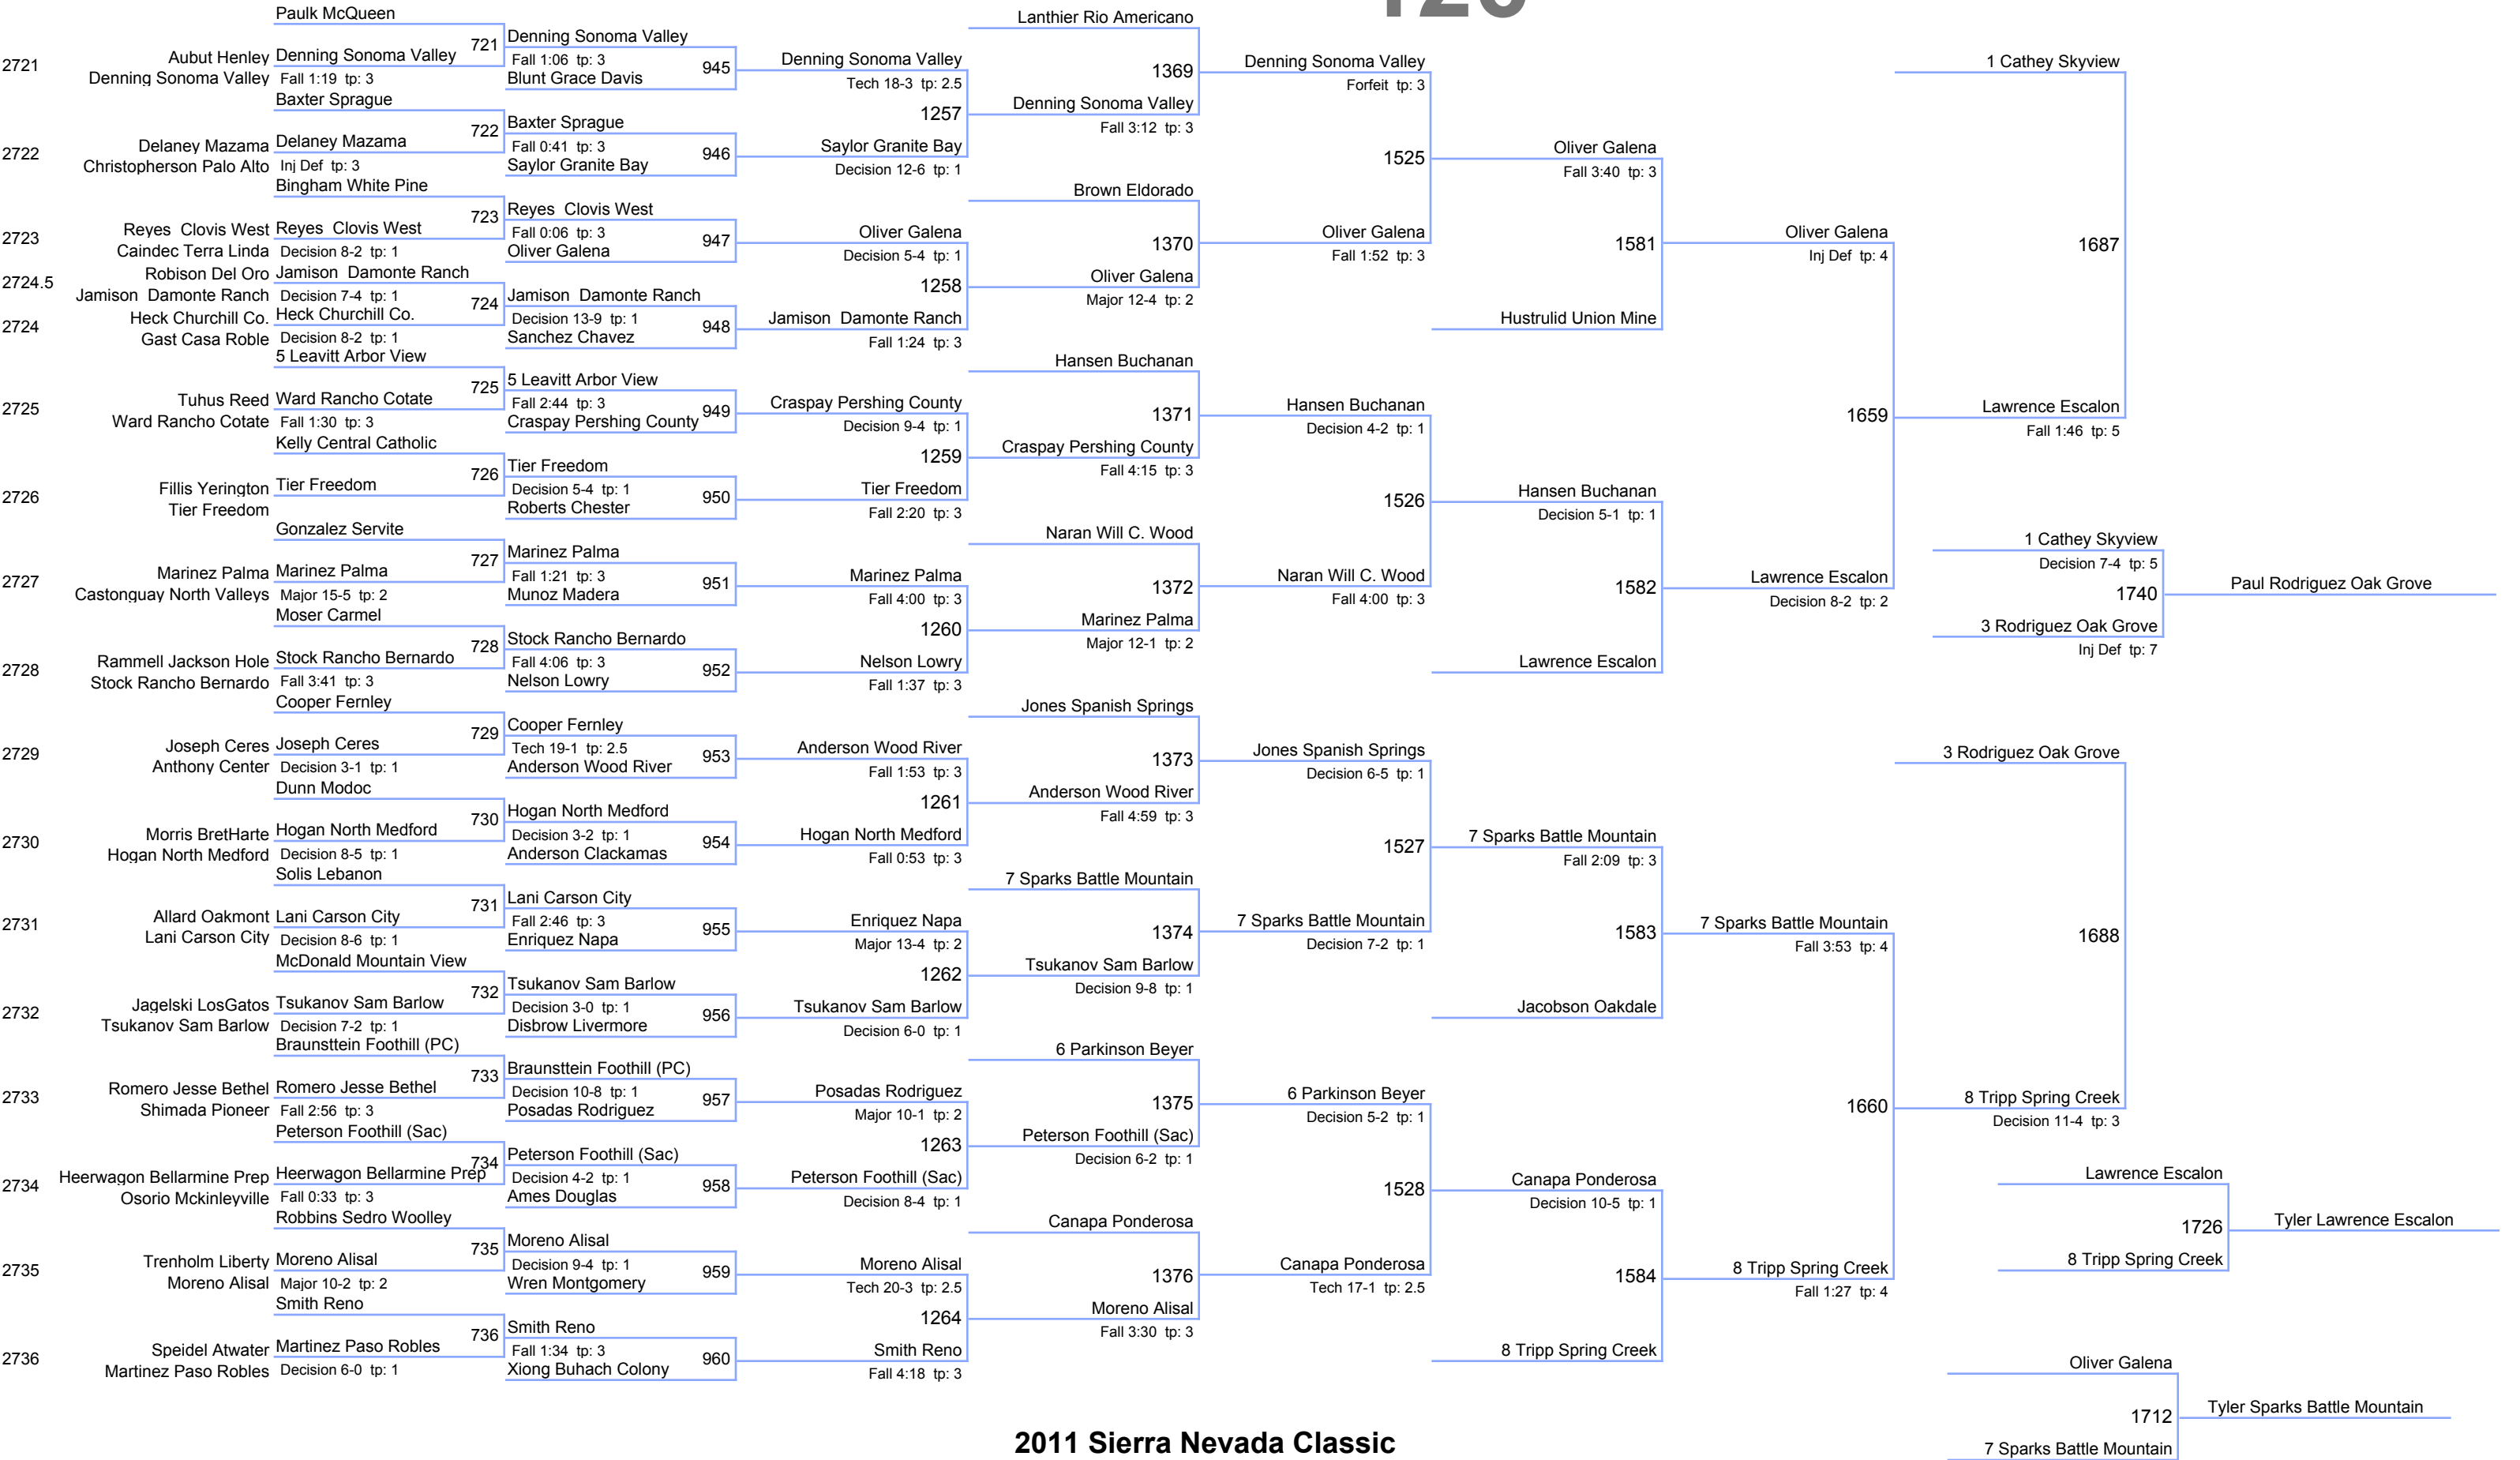 120
Paulk McQueen
2721
Aubut Henley
Denning Sonoma Valley
Denning Sonoma Valley
Fall 1:19 tp: 3
Baxter Sprague
2722
Delaney Mazama
Christopherson Palo Alto
Delaney Mazama
Inj Def tp: 3
Bingham White Pine
2723
Reyes Clovis West
Caindec Terra Linda
Reyes Clovis West
Decision 8-2 tp: 1
2724.5
Robison Del Oro
Jamison Damonte Ranch
Jamison Damonte Ranch
Decision 7-4 tp: 1
2724
Heck Churchill Co.
Gast Casa Roble
Heck Churchill Co.
Decision 8-2 tp: 1
5 Leavitt Arbor View
2725
Tuhus Reed
Ward Rancho Cotate
Ward Rancho Cotate
Fall 1:30 tp: 3
Kelly Central Catholic
2726
Fillis Yerington
Tier Freedom
Tier Freedom
Gonzalez Servite
2727
Marinez Palma
Castonguay North Valleys
Marinez Palma
Major 15-5 tp: 2
Moser Carmel
2728
Rammell Jackson Hole
Stock Rancho Bernardo
Stock Rancho Bernardo
Fall 3:41 tp: 3
Cooper Fernley
2729
Joseph Ceres
Anthony Center
Joseph Ceres
Decision 3-1 tp: 1
Dunn Modoc
2730
Morris BretHarte
Hogan North Medford
Hogan North Medford
Decision 8-5 tp: 1
Solis Lebanon
2731
Allard Oakmont
Lani Carson City
Lani Carson City
Decision 8-6 tp: 1
McDonald Mountain View
2732
Jagelski LosGatos
Tsukanov Sam Barlow
Tsukanov Sam Barlow
Decision 7-2 tp: 1
Braunsttein Foothill (PC)
2733
Romero Jesse Bethel
Shimada Pioneer
Romero Jesse Bethel
Fall 2:56 tp: 3
Peterson Foothill (Sac)
2734
Heerwagon Bellarmine Prep
Osorio Mckinleyville
Heerwagon Bellarmine Prep
Fall 0:33 tp: 3
Robbins Sedro Woolley
2735
Trenholm Liberty
Moreno Alisal
Moreno Alisal
Major 10-2 tp: 2
Smith Reno
2736
Speidel Atwater
Martinez Paso Robles
Martinez Paso Robles
Decision 6-0 tp: 1
721
Denning Sonoma Valley
Fall 1:06 tp: 3
Blunt Grace Davis
945
722
Baxter Sprague
Fall 0:41 tp: 3
Saylor Granite Bay
946
723
Reyes Clovis West
Fall 0:06 tp: 3
Oliver Galena
947
724
Jamison Damonte Ranch
Decision 13-9 tp: 1
Sanchez Chavez
948
725
5 Leavitt Arbor View
Fall 2:44 tp: 3
Craspay Pershing County
949
726
Tier Freedom
Decision 5-4 tp: 1
Roberts Chester
950
727
Marinez Palma
Fall 1:21 tp: 3
Munoz Madera
951
728
Stock Rancho Bernardo
Fall 4:06 tp: 3
Nelson Lowry
952
729
Cooper Fernley
Tech 19-1 tp: 2.5
Anderson Wood River
953
730
Hogan North Medford
Decision 3-2 tp: 1
Anderson Clackamas
954
731
Lani Carson City
Fall 2:46 tp: 3
Enriquez Napa
955
732
Tsukanov Sam Barlow
Decision 3-0 tp: 1
Disbrow Livermore
956
733
Braunsttein Foothill (PC)
Decision 10-8 tp: 1
Posadas Rodriguez
957
734
Peterson Foothill (Sac)
Decision 4-2 tp: 1
Ames Douglas
958
735
Moreno Alisal
Decision 9-4 tp: 1
Wren Montgomery
959
736
Smith Reno
Fall 1:34 tp: 3
Xiong Buhach Colony
960
Denning Sonoma Valley
Tech 18-3 tp: 2.5
1257
Saylor Granite Bay
Decision 12-6 tp: 1
Oliver Galena
Decision 5-4 tp: 1
1258
Jamison Damonte Ranch
Fall 1:24 tp: 3
Craspay Pershing County
Decision 9-4 tp: 1
1259
Tier Freedom
Fall 2:20 tp: 3
Marinez Palma
Fall 4:00 tp: 3
1260
Nelson Lowry
Fall 1:37 tp: 3
Anderson Wood River
Fall 1:53 tp: 3
1261
Hogan North Medford
Fall 0:53 tp: 3
Enriquez Napa
Major 13-4 tp: 2
1262
Tsukanov Sam Barlow
Decision 6-0 tp: 1
Posadas Rodriguez
Major 10-1 tp: 2
1263
Peterson Foothill (Sac)
Decision 8-4 tp: 1
Moreno Alisal
Tech 20-3 tp: 2.5
1264
Smith Reno
Fall 4:18 tp: 3
Lanthier Rio Americano
1369
Denning Sonoma Valley
Fall 3:12 tp: 3
Brown Eldorado
1370
Oliver Galena
Major 12-4 tp: 2
Hansen Buchanan
1371
Craspay Pershing County
Fall 4:15 tp: 3
Naran Will C. Wood
1372
Marinez Palma
Major 12-1 tp: 2
Jones Spanish Springs
1373
Anderson Wood River
Fall 4:59 tp: 3
7 Sparks Battle Mountain
1374
Tsukanov Sam Barlow
Decision 9-8 tp: 1
6 Parkinson Beyer
1375
Peterson Foothill (Sac)
Decision 6-2 tp: 1
Canapa Ponderosa
1376
Moreno Alisal
Fall 3:30 tp: 3
Denning Sonoma Valley
Forfeit tp: 3
1525
Oliver Galena
Fall 1:52 tp: 3
Hansen Buchanan
Decision 4-2 tp: 1
1526
Naran Will C. Wood
Fall 4:00 tp: 3
Jones Spanish Springs
Decision 6-5 tp: 1
1527
7 Sparks Battle Mountain
Decision 7-2 tp: 1
6 Parkinson Beyer
Decision 5-2 tp: 1
1528
Canapa Ponderosa
Tech 17-1 tp: 2.5
Oliver Galena
Fall 3:40 tp: 3
1581
Hustrulid Union Mine
Hansen Buchanan
Decision 5-1 tp: 1
1582
Lawrence Escalon
7 Sparks Battle Mountain
Fall 2:09 tp: 3
1583
Jacobson Oakdale
Canapa Ponderosa
Decision 10-5 tp: 1
1584
8 Tripp Spring Creek
Oliver Galena
Inj Def tp: 4
1659
Lawrence Escalon
Decision 8-2 tp: 2
7 Sparks Battle Mountain
Fall 3:53 tp: 4
1660
8 Tripp Spring Creek
Fall 1:27 tp: 4
1 Cathey Skyview
1687
Lawrence Escalon
Fall 1:46 tp: 5
1 Cathey Skyview
Decision 7-4 tp: 5
1740
Paul Rodriguez Oak Grove
3 Rodriguez Oak Grove
Inj Def tp: 7
3 Rodriguez Oak Grove
1688
8 Tripp Spring Creek
Decision 11-4 tp: 3
Lawrence Escalon
1726
Tyler Lawrence Escalon
8 Tripp Spring Creek
Oliver Galena
1712
Tyler Sparks Battle Mountain
7 Sparks Battle Mountain
2011 Sierra Nevada Classic